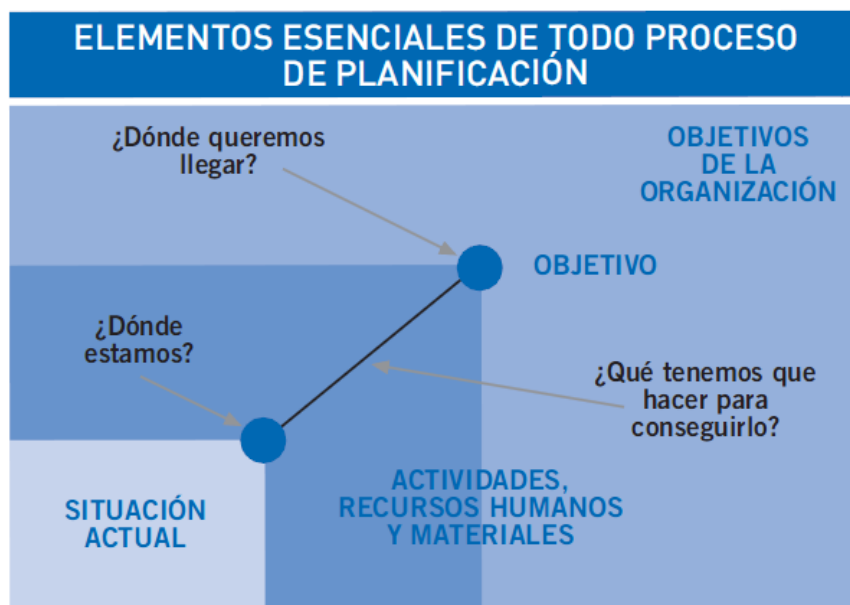 ELEMENTOS ESENCIALES DE TODO PROCESO
DE PLANIFICACIÓN
¿Dónde queremos
llegar?
OBJETIVOS
DE LA
ORGANIZACIÓN
OBJETIVO
¿Dónde
estamos?
¿Qué tenemos que
hacer para
conseguirlo?
SITUACIÓN
ACTUAL
ACTIVIDADES,
RECURSOS HUMANOS
Y MATERIALES